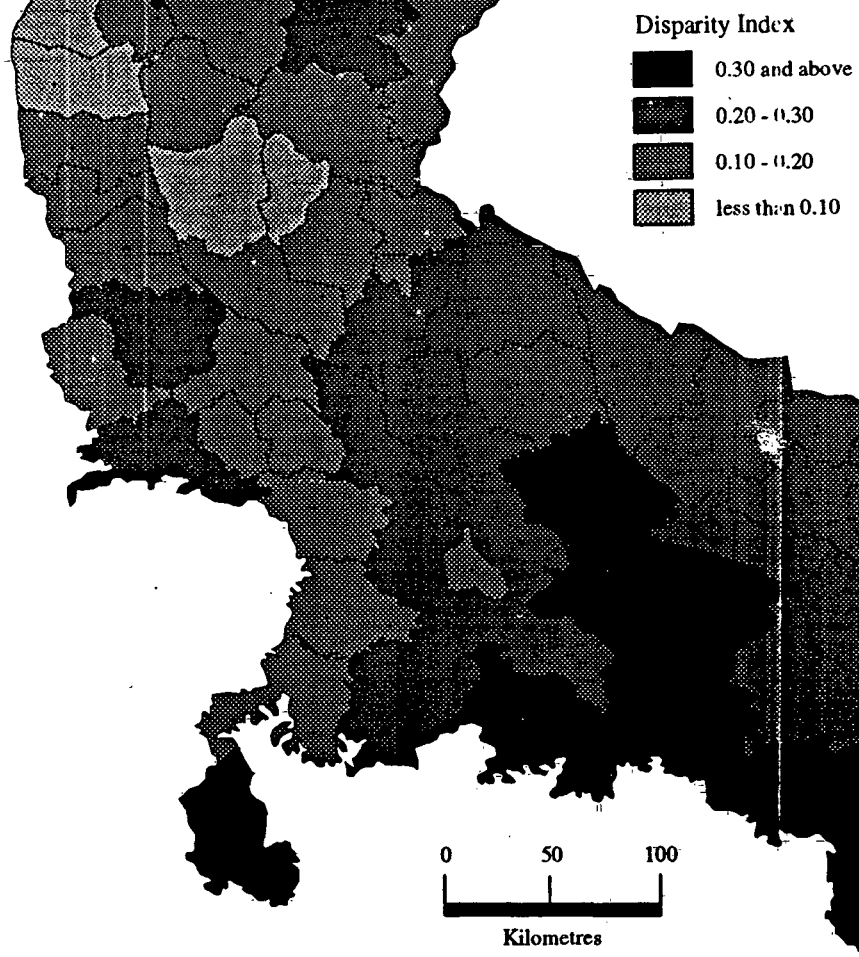 Disparity Index
0.30 and above
0.20 - 0.30
0.10 - 0.20
less than 0.10
0 50 100
Kilometres